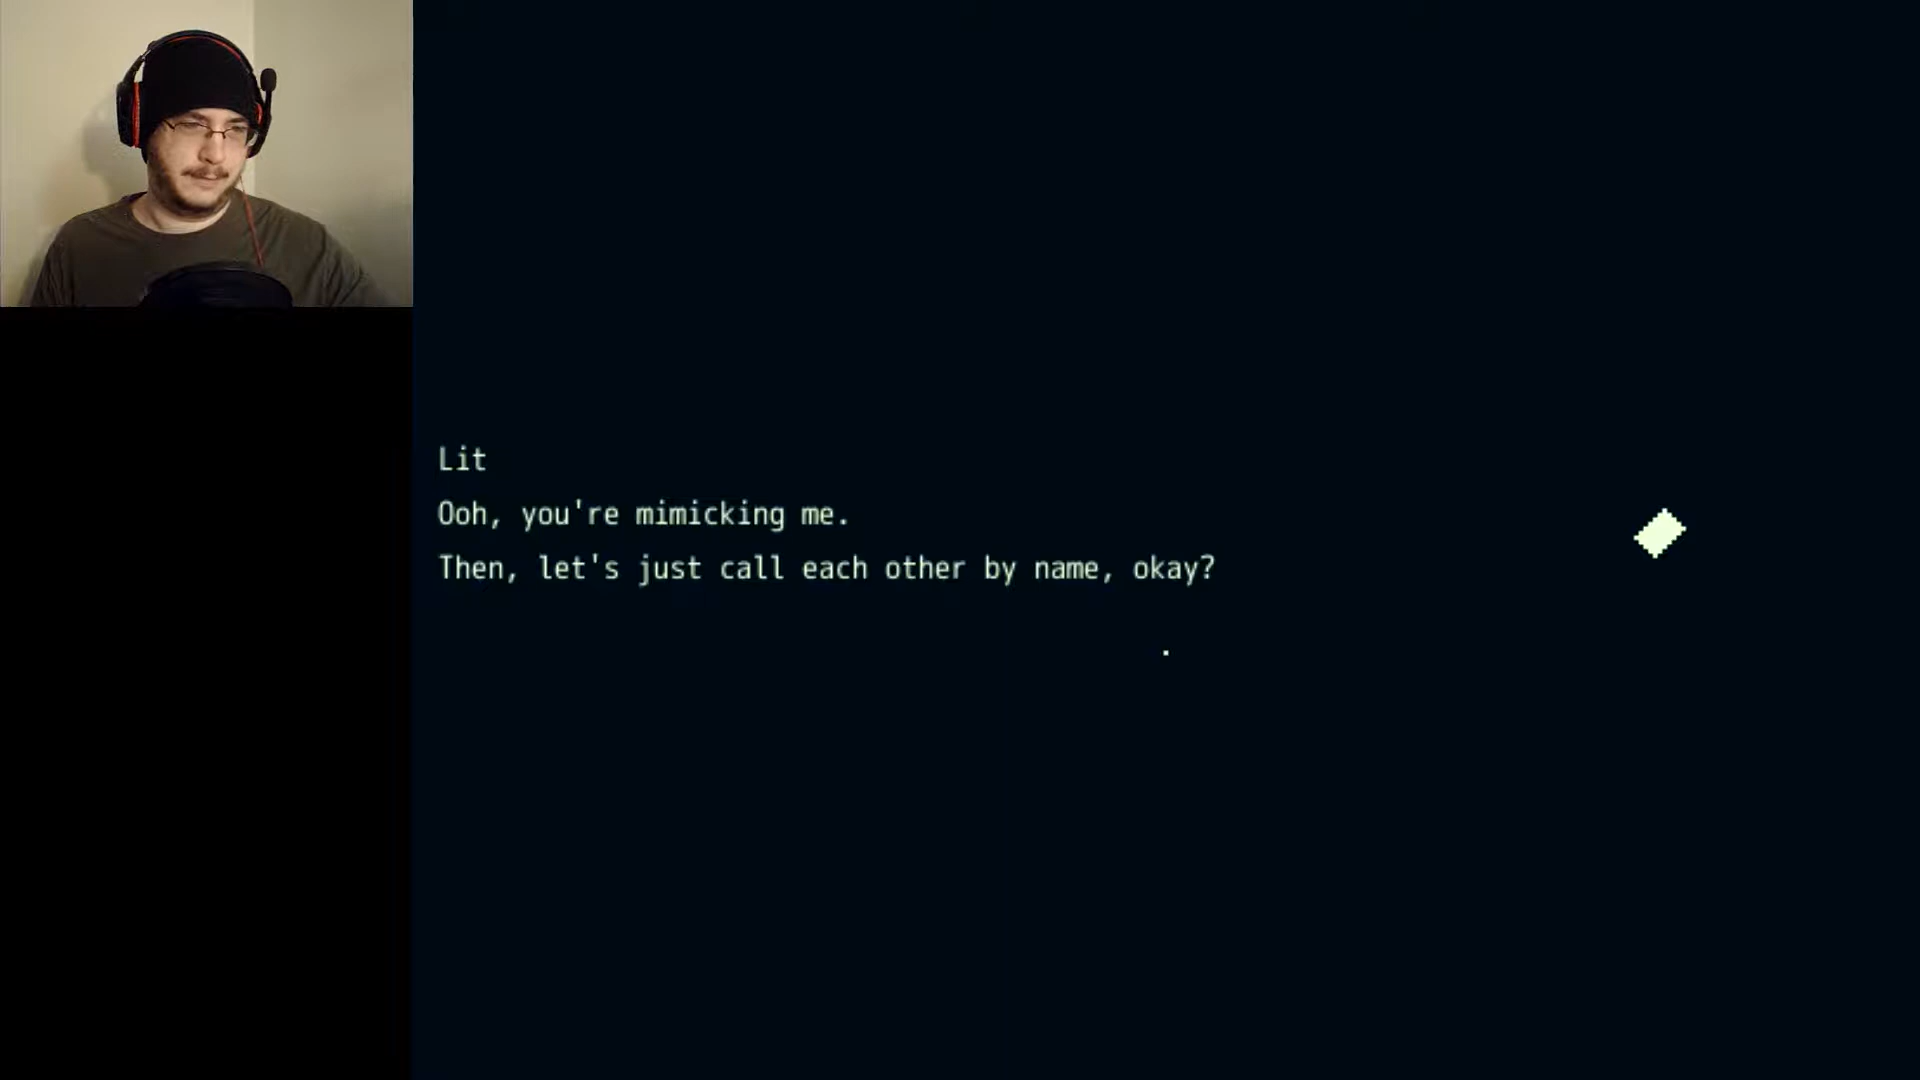 Lit
Ooh, you're mimicking me.
Then, let's just call each other by name, okay?
.